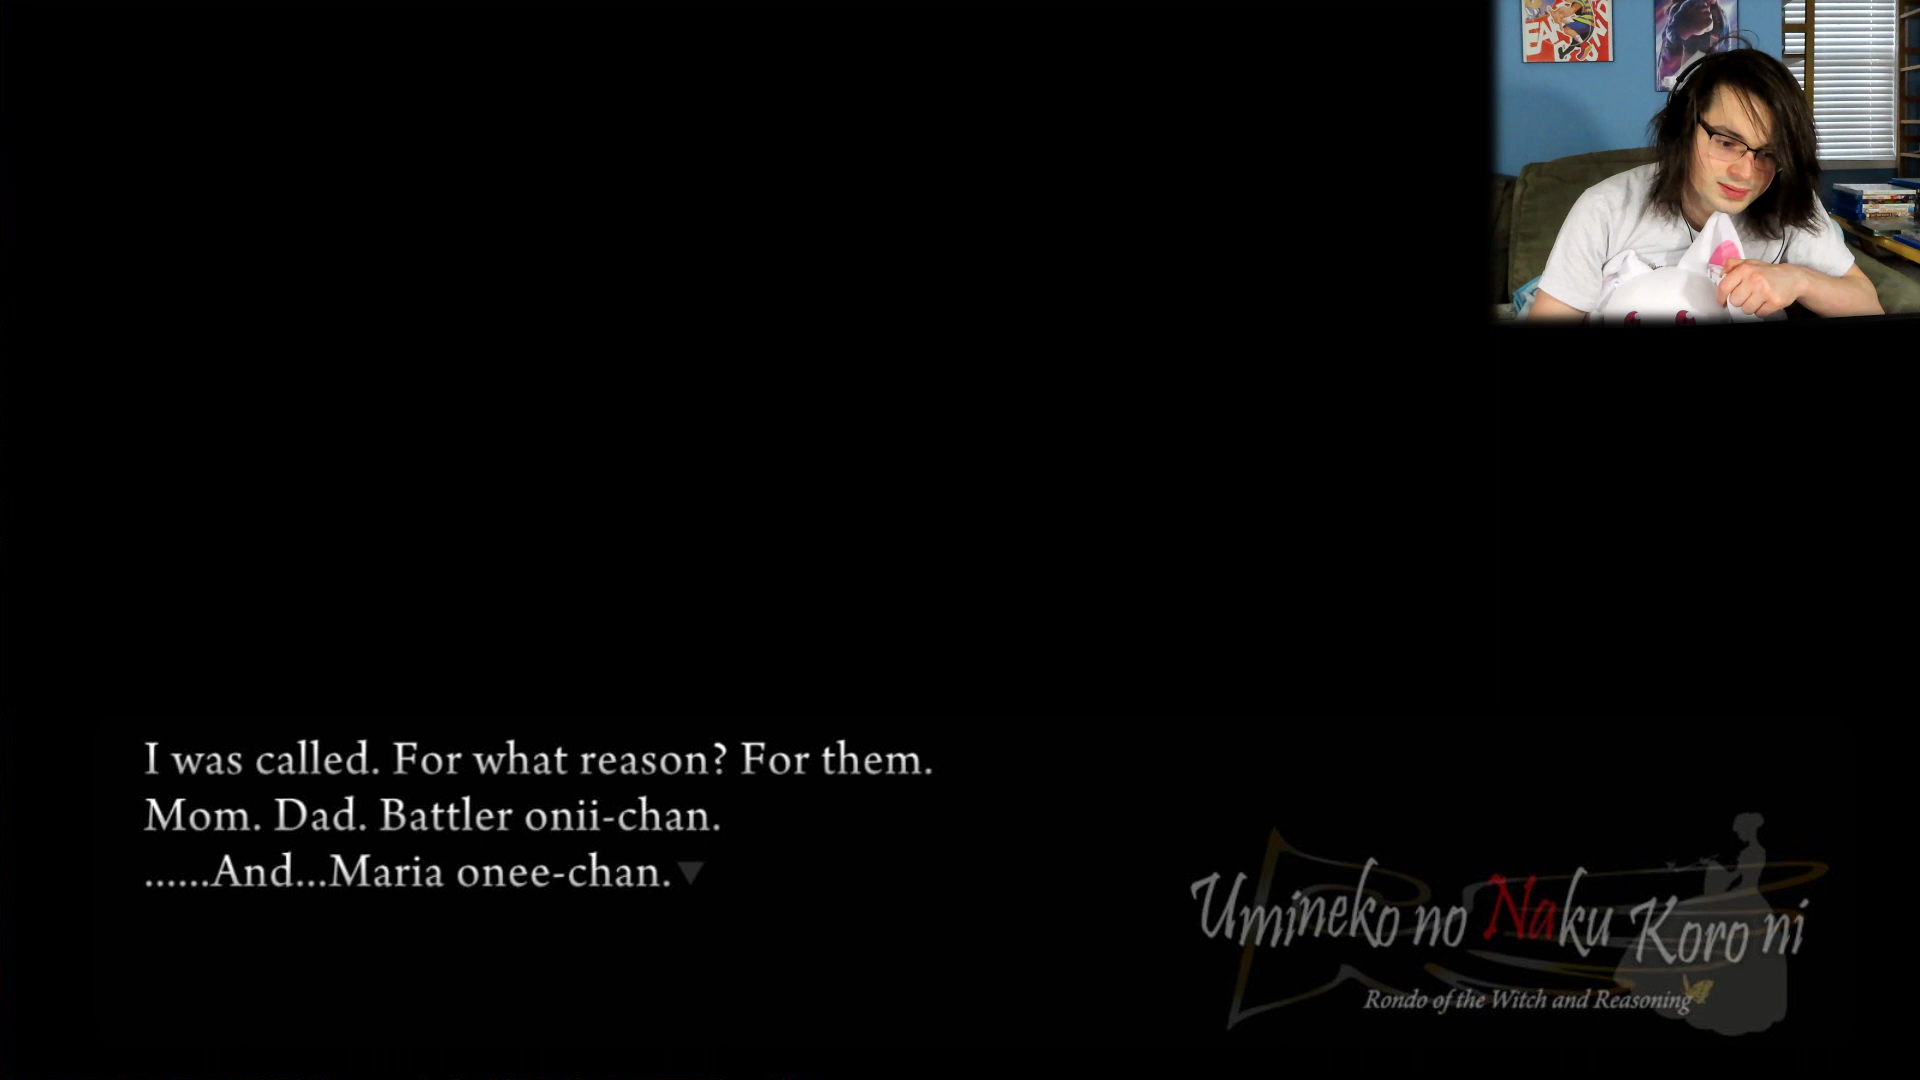 I was called. For what reason? For them.
Mom. Dad. Battler onii-chan.
......And...Maria onee-chan.
Umineko no Naku Koro ni
Rondo of the Witch and Reasoning